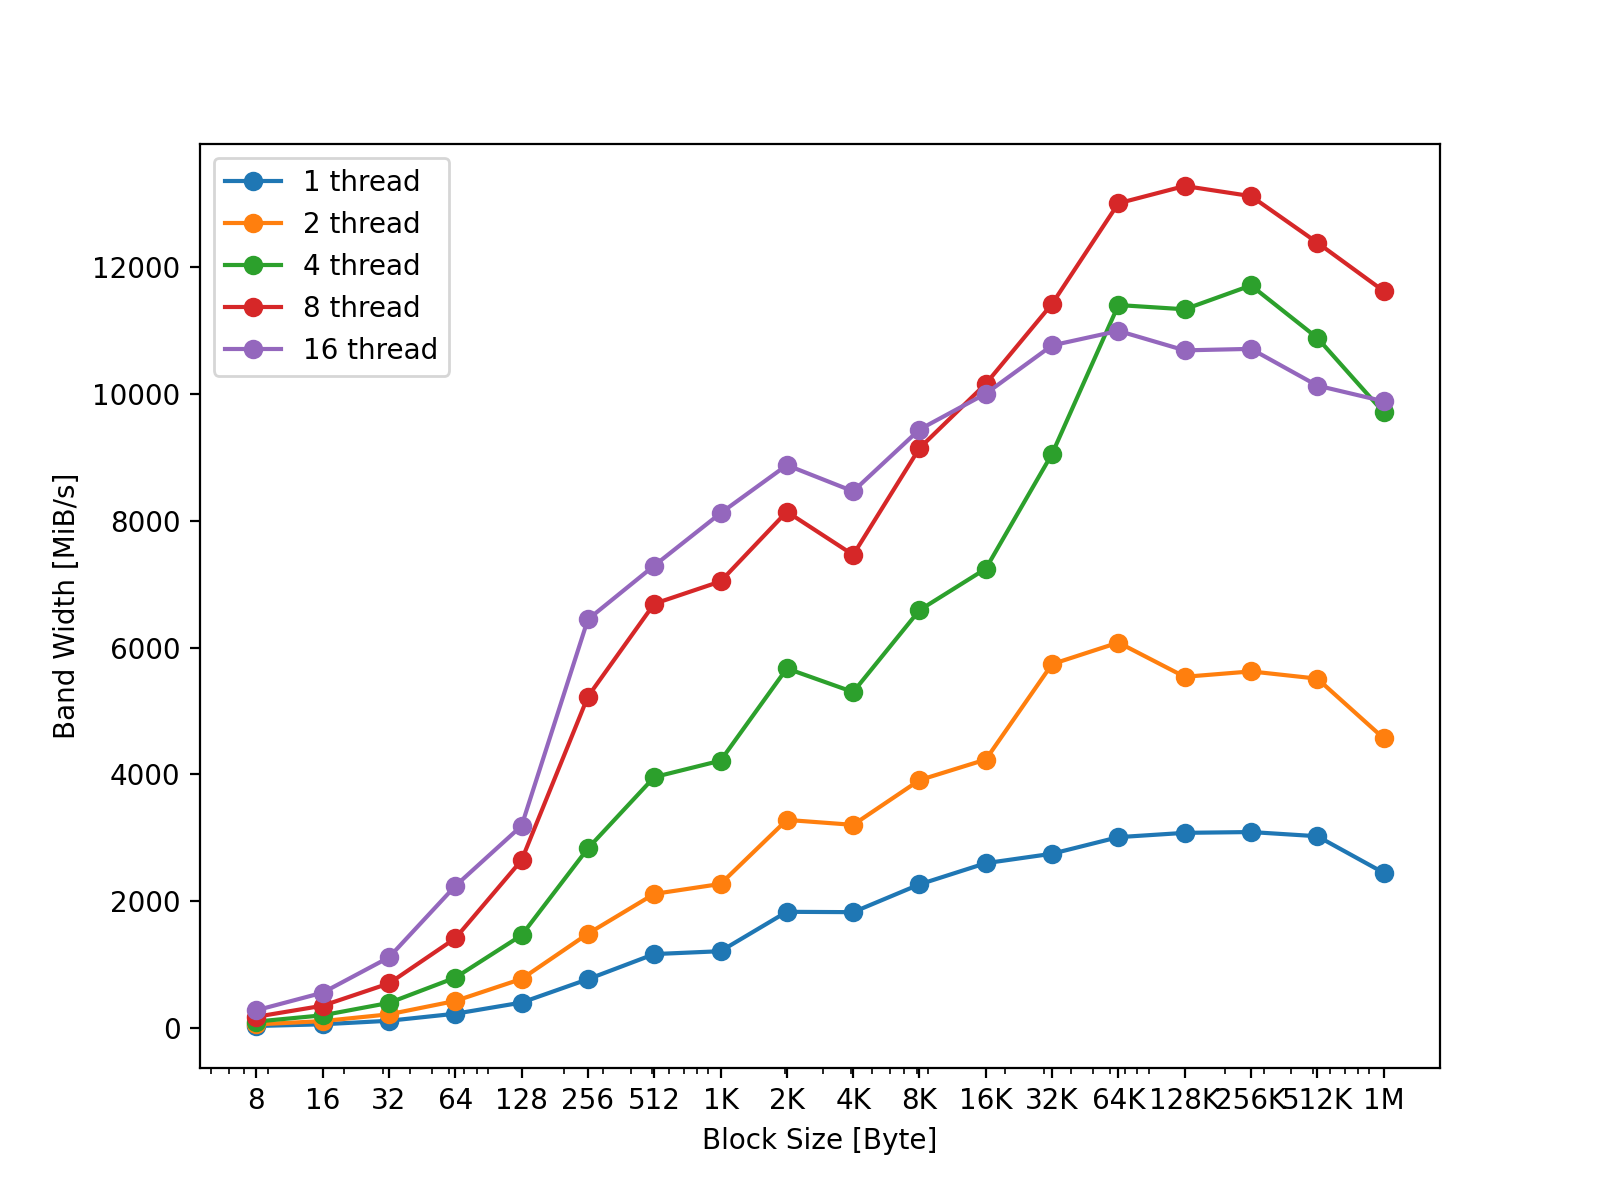 1 thread
2 thread
4 thread
8 thread
16 thread
12000
10000
8000
6000
4000
2000
0
Band Width [MiB/s]
8 16 32 64 128 256 512 1K 2K 4K 8K 16K 32K 64K 128K 256K 512K 1M
Block Size [Byte]